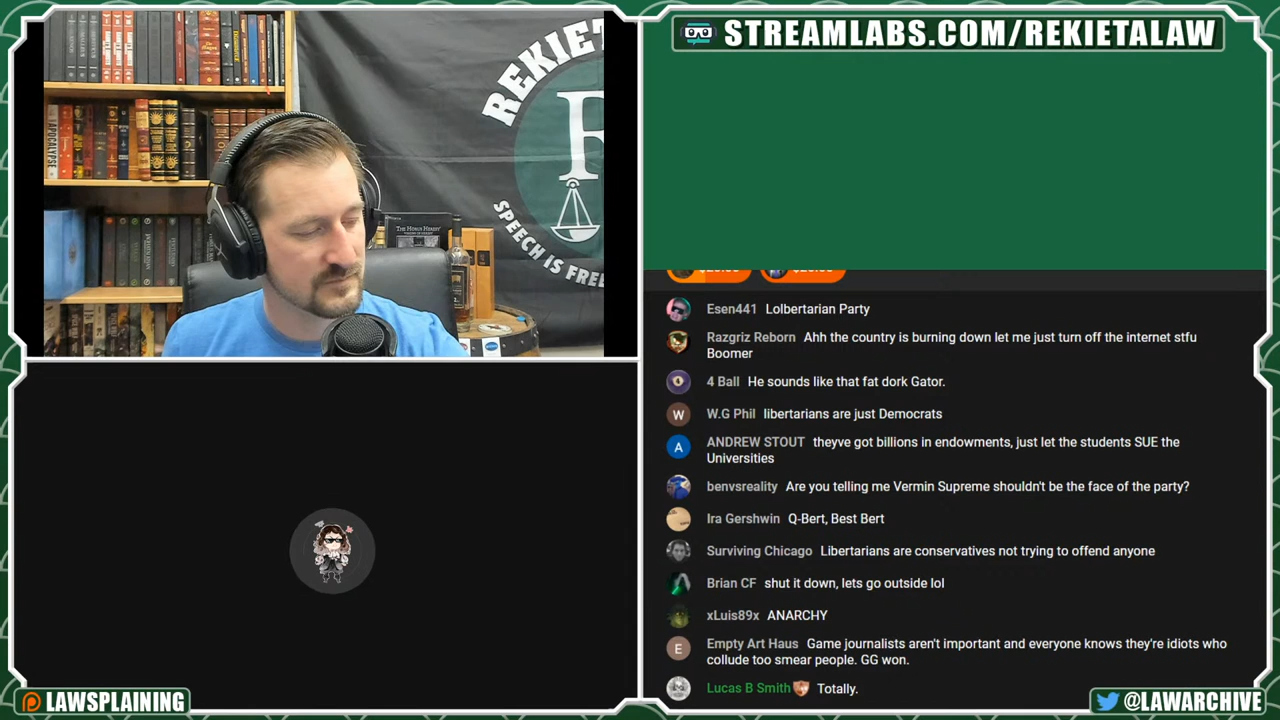 STREAMLABS.COM/REKIETALAW
REKIET
R
SPEECH IS FREE
APOCALYPSE
THE HORUS HERESY
Esen441 Lolbertarian Party
Razgriz Reborn Ahh the country is burning down let me just turn off the internet stfu
Boomer
4 Ball He sounds like that fat dork Gator.
W W.G Phil libertarians are just Democrats
A ANDREW STOUT theyve got billions in endowments, just let the students SUE the
Universities
benvsreality Are you telling me Vermin Supreme shouldn't be the face of the party?
Ira Gershwin Q-Bert, Best Bert
Surviving Chicago Libertarians are conservatives not trying to offend anyone
Brian CF shut it down, lets go outside lol
xLuis89x ANARCHY
E Empty Art Haus Game journalists aren't important and everyone knows they're idiots who
collude too smear people. GG won.
Lucas B Smith Totally.
LAWSPLAINING
@LAWARCHIVE